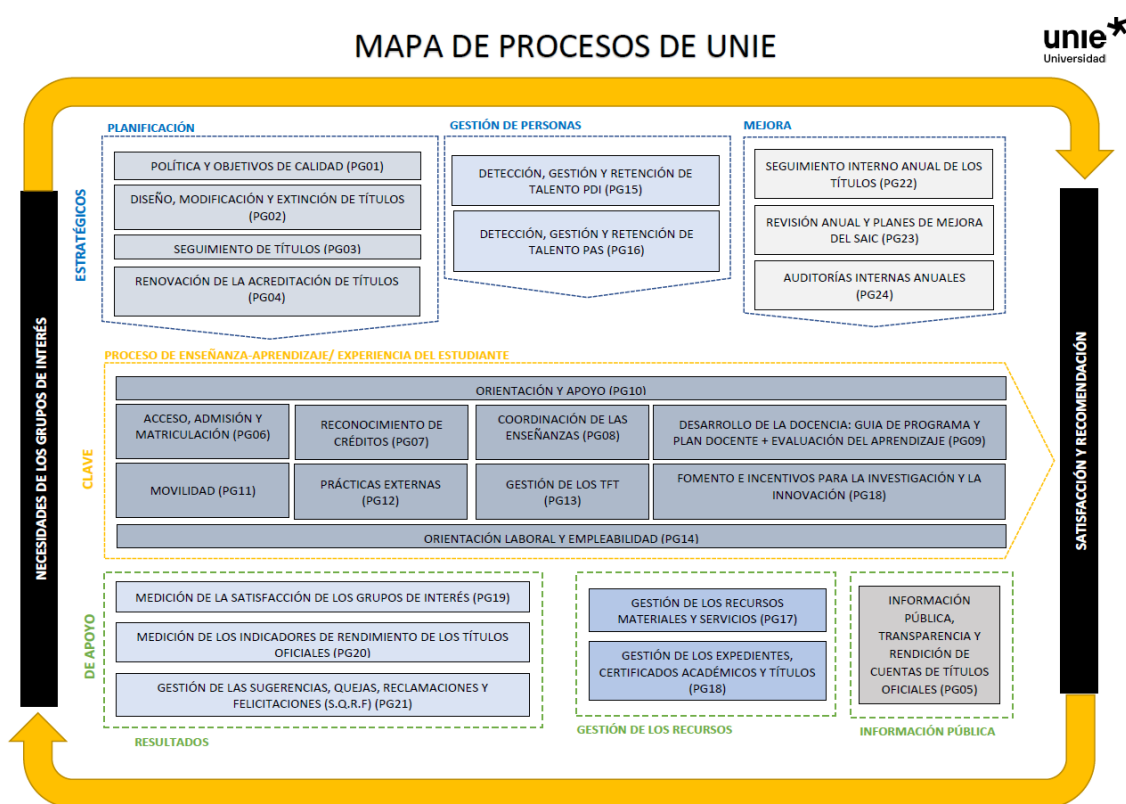 MAPA DE PROCESOS DE UNIE
unie*
Universidad
NECESIDADES DE LOS GRUPOS DE INTERÉS
ESTRATÉGICOS
PLANIFICACIÓN
POLÍTICA Y OBJETIVOS DE CALIDAD (PG01)
DISEÑO, MODIFICACIÓN Y EXTINCIÓN DE TÍTULOS
(PG02)
SEGUIMIENTO DE TÍTULOS (PG03)
RENOVACIÓN DE LA ACREDITACIÓN DE TÍTULOS
(PG04)
GESTIÓN DE PERSONAS
DETECCIÓN, GESTIÓN Y RETENCIÓN DE
TALENTO PDI (PG15)
DETECCIÓN, GESTIÓN Y RETENCIÓN DE
TALENTO PAS (PG16)
MEJORA
SEGUIMIENTO INTERNO ANUAL DE LOS
TÍTULOS (PG22)
REVISIÓN ANUAL Y PLANES DE MEJORA
DEL SAIC (PG23)
AUDITORÍAS INTERNAS ANUALES
(PG24)
CLAVE
PROCESO DE ENSEÑANZA-APRENDIZAJE/ EXPERIENCIA DEL ESTUDIANTE
ORIENTACIÓN Y APOYO (PG10)
ACCESO, ADMISIÓN Y
MATRICULACIÓN (PG06)
RECONOCIMIENTO DE
CRÉDITOS (PG07)
COORDINACIÓN DE LAS
ENSEÑANZAS (PG08)
DESARROLLO DE LA DOCENCIA: GUIA DE PROGRAMA Y
PLAN DOCENTE + EVALUACIÓN DEL APRENDIZAJE (PG09)
MOVILIDAD (PG11)
PRÁCTICAS EXTERNAS
(PG12)
GESTIÓN DE LOS TFT
(PG13)
FOMENTO E INCENTIVOS PARA LA INVESTIGACIÓN Y LA
INNOVACIÓN (PG18)
ORIENTACIÓN LABORAL Y EMPLEABILIDAD (PG14)
DE APOYO
MEDICIÓN DE LA SATISFACCIÓN DE LOS GRUPOS DE INTERÉS (PG19)
MEDICIÓN DE LOS INDICADORES DE RENDIMIENTO DE LOS TÍTULOS
OFICIALES (PG20)
GESTIÓN DE LAS SUGERENCIAS, QUEJAS, RECLAMACIONES Y
FELICITACIONES (S.Q.R.F) (PG21)
RESULTADOS
GESTIÓN DE LOS RECURSOS
MATERIALES Y SERVICIOS (PG17)
GESTIÓN DE LOS EXPEDIENTES,
CERTIFICADOS ACADÉMICOS Y TÍTULOS
(PG18)
GESTIÓN DE LOS RECURSOS
INFORMACIÓN
PÚBLICA,
TRANSPARENCIA Y
RENDICIÓN DE
CUENTAS DE TÍTULOS
OFICIALES (PG05)
INFORMACIÓN PÚBLICA
SATISFACCIÓN Y RECOMENDACIÓN